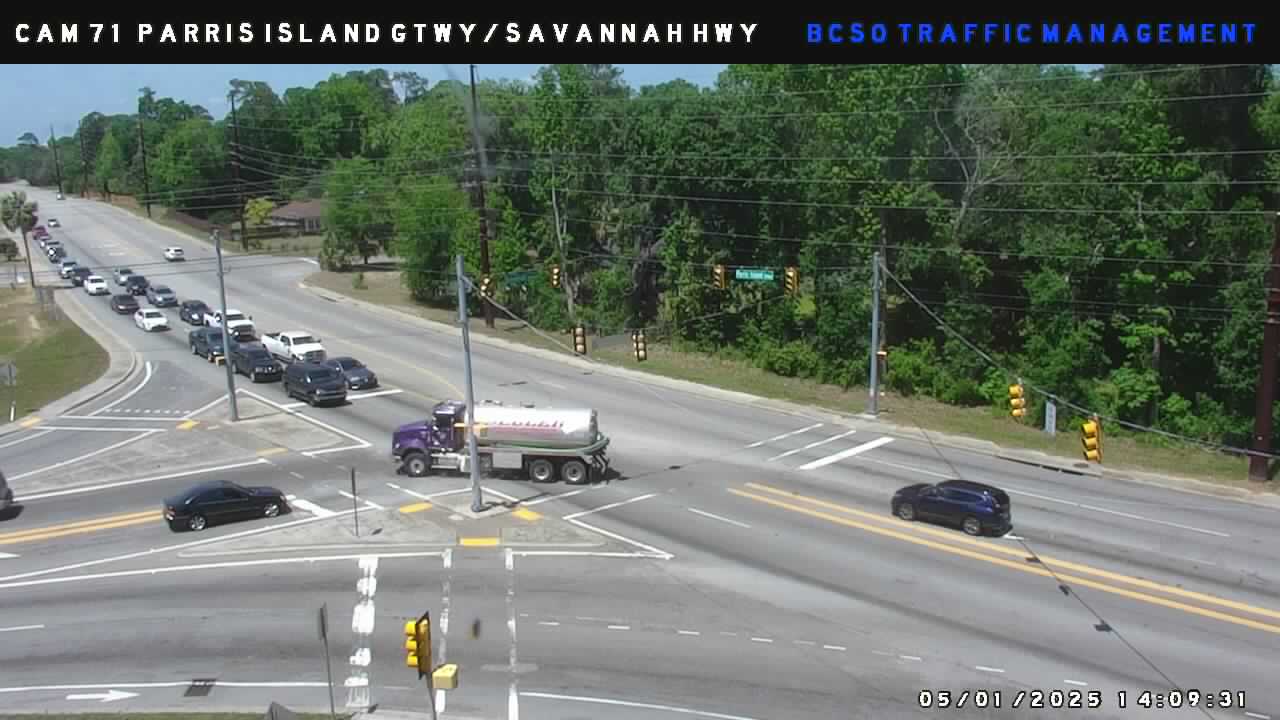 CAM 71 PARRIS ISLAND GTWY/SAVANNAH HWY BCSO TRAFFIC MANAGEMENT
05/01/2025 14:09:31